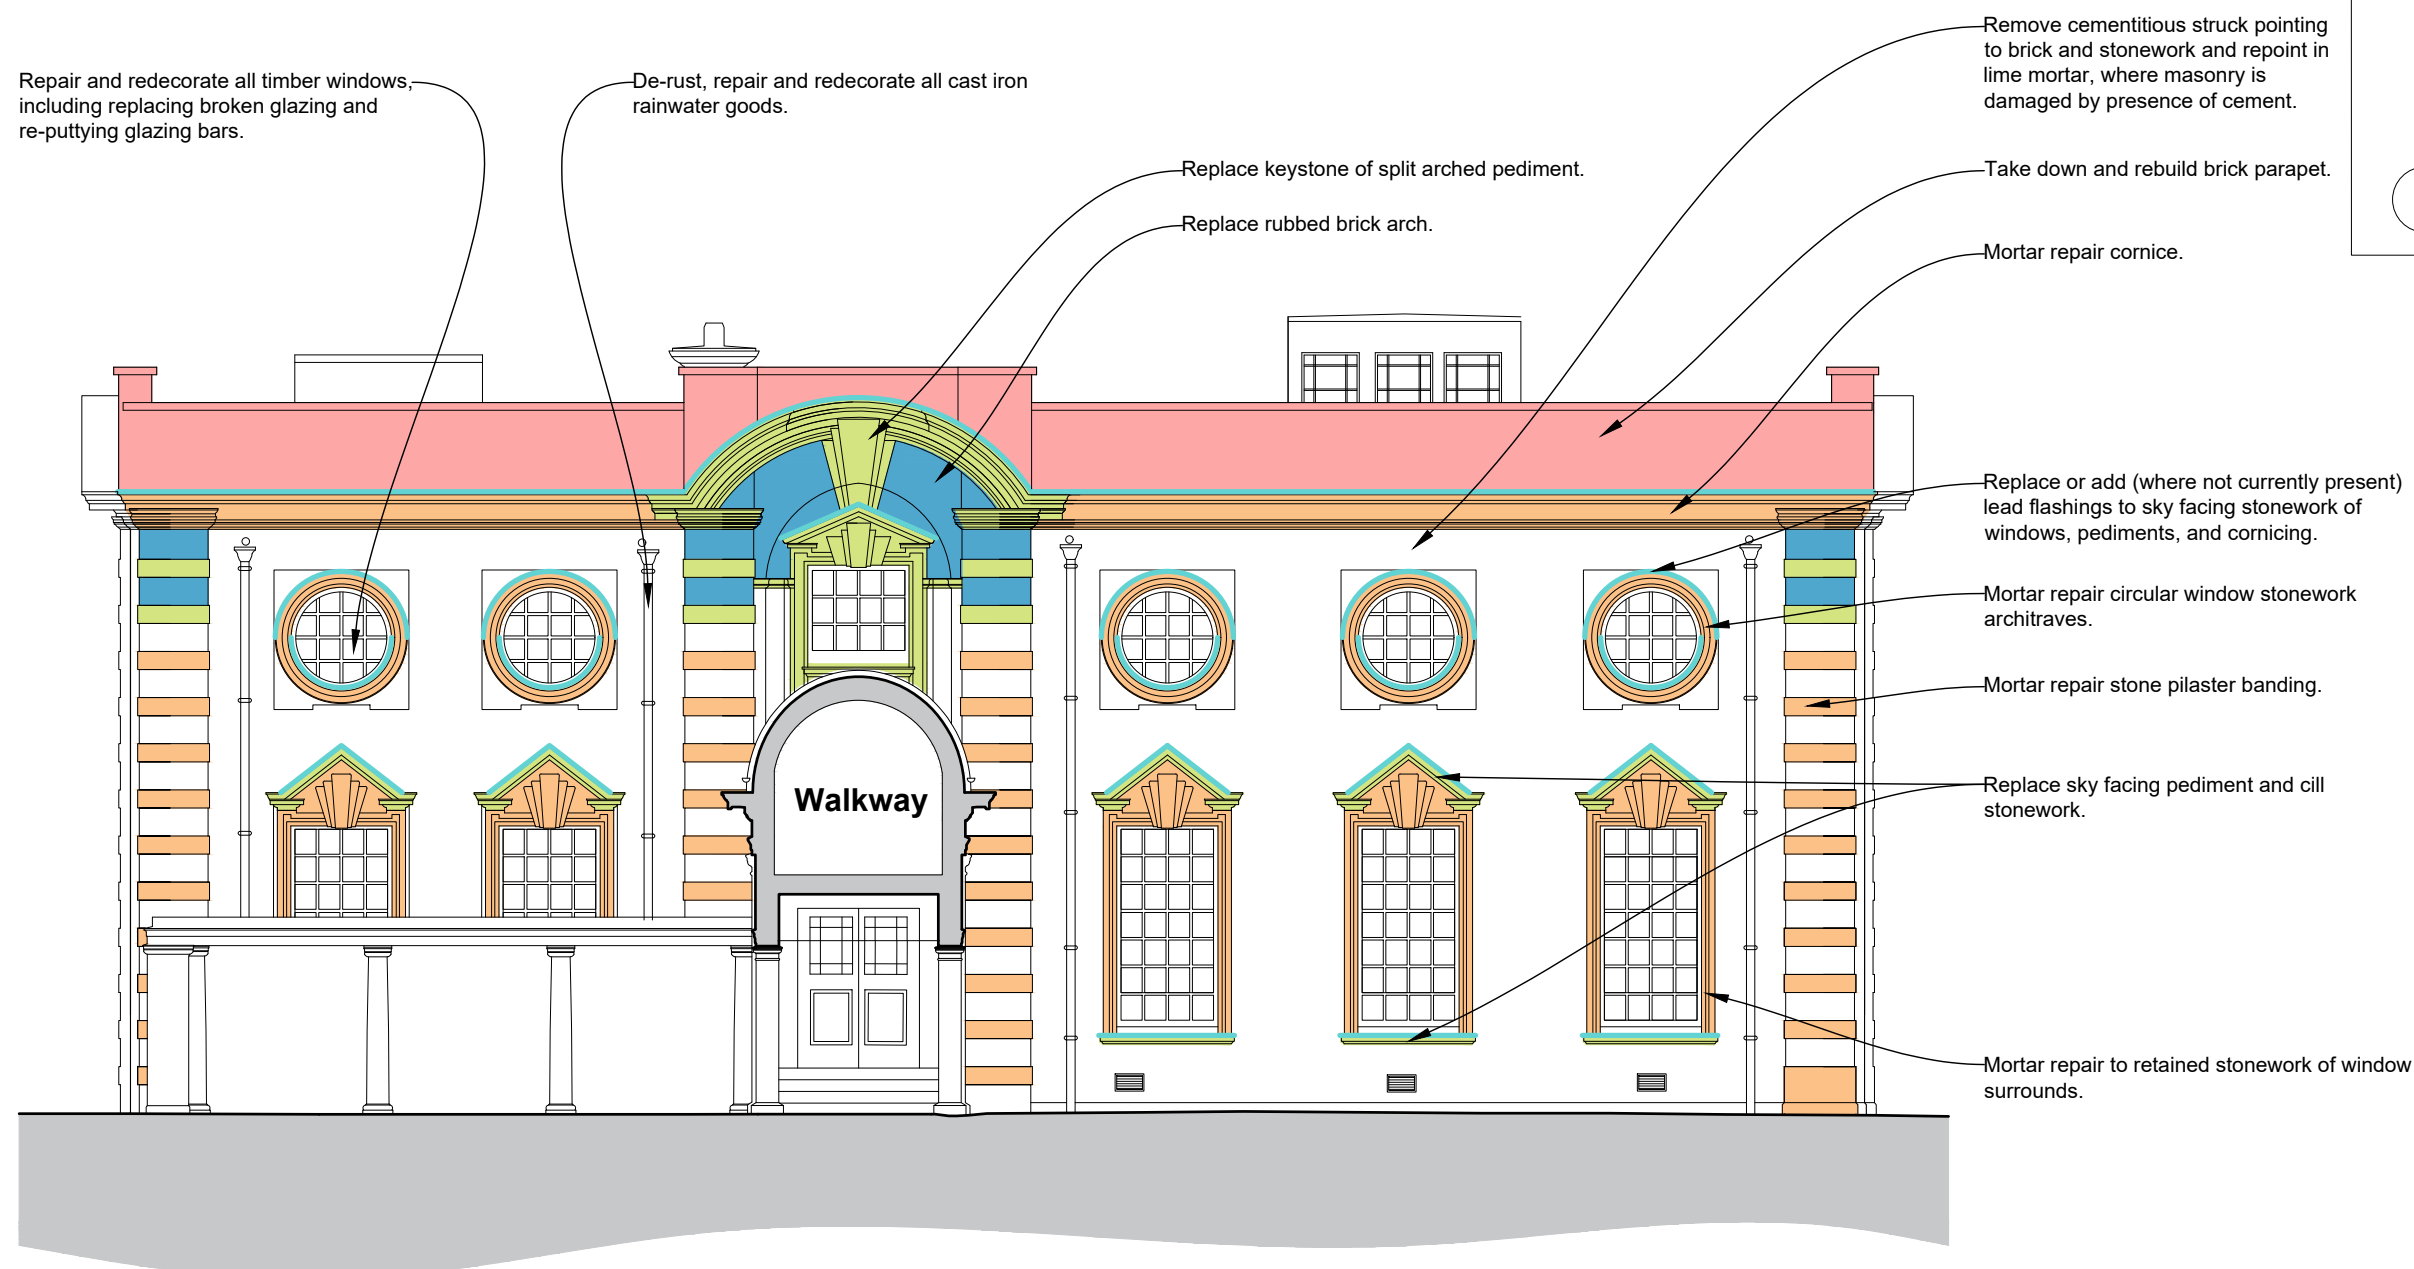 Repair and redecorate all timber windows,
including replacing broken glazing and
re-puttying glazing bars.
De-rust, repair and redecorate all cast iron
rainwater goods.
Replace keystone of split arched pediment.
Replace rubbed brick arch.
Remove cementitious struck pointing
to brick and stonework and repoint in
lime mortar, where masonry is
damaged by presence of cement.
Take down and rebuild brick parapet.
Mortar repair cornice.
Replace or add (where not currently present)
lead flashings to sky facing stonework of
windows, pediments, and cornicing.
Mortar repair circular window stonework
architraves.
Mortar repair stone pilaster banding.
Replace sky facing pediment and cill
stonework.
Mortar repair to retained stonework of window
surrounds.
Walkway